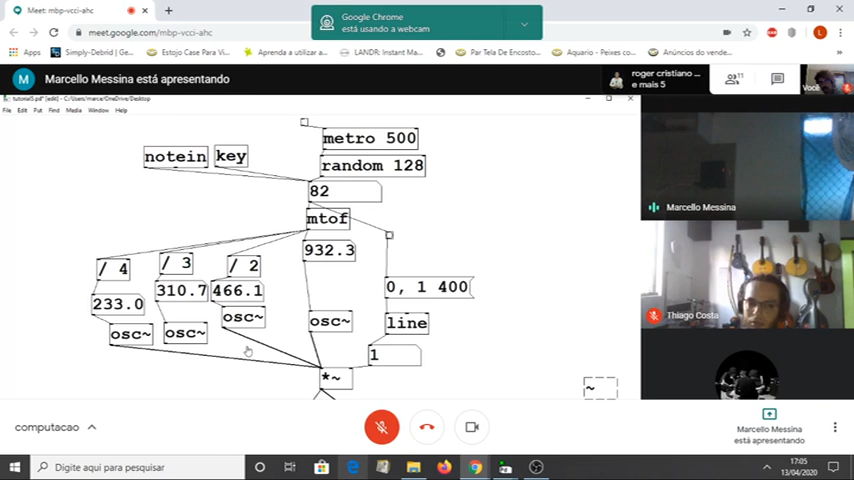 Meet: mbp-vcci-ahc
Google Chrome
está usando a webcam
meet.google.com/mbp-vcci-ahc
Apps
Simply-Debrid | Ge...
Estojo Case Para Vi...
Aprenda a utilizar a...
LANDR: Instant Ma...
Par Tela De Encosto...
Aquario - Peixes co...
Anúncios do vende...
M
Marcello Messina está apresentando
roger cristiano ...
e mais 5
11
Você
tutorial5.pd* [edit] - C:/Users/marce/OneDrive/Desktop
File Edit Put Find Media Window Help
metro 500
notein
key
random 128
82
mtof
932.3
/ 4
/ 3
/ 2
233.0
310.7
466.1
0, 1 400
osc~
osc~
osc~
osc~
line
1
*~
~
Marcello Messina
Thiago Costa
computacao
Marcello Messina
está apresentando
Digite aqui para pesquisar
17:05
13/04/2020